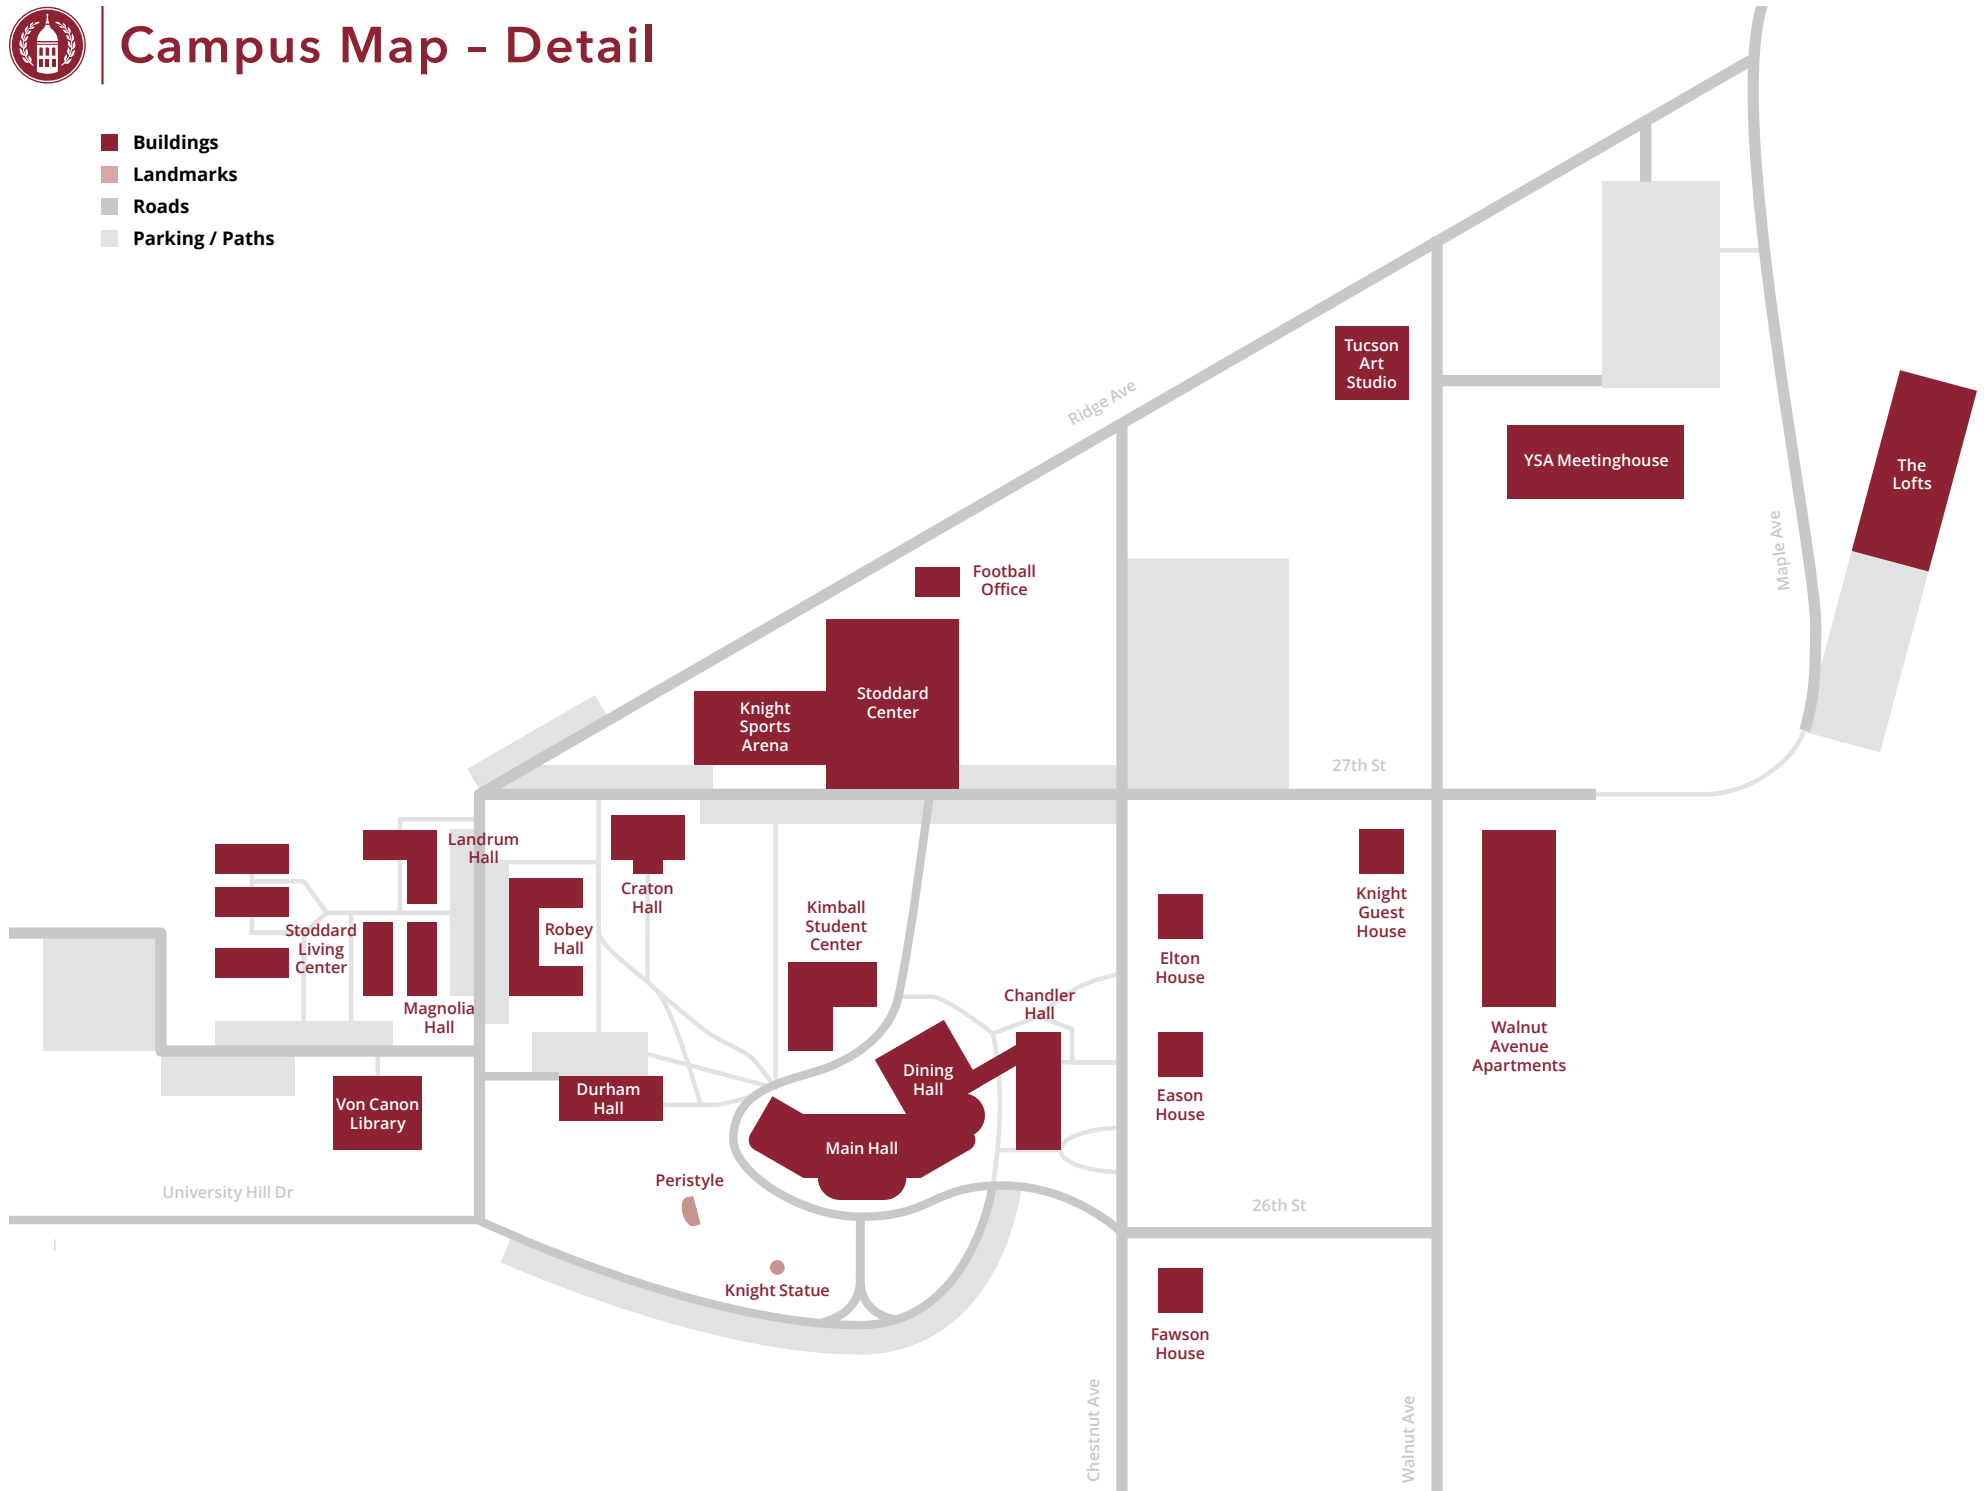 Campus Map – Detail
Buildings
Landmarks
Roads
Parking / Paths
Ridge Ave
Tucson
Art
Studio
YSA Meetinghouse
The
Lofts
Maple Ave
Football
Office
Stoddard
Center
Knight
Sports
Arena
27th St
Landrum
Hall
Craton
Hall
Robey
Hall
Kimball
Student
Center
Stoddard
Living
Center
Magnolia
Hall
Chandler
Hall
Elton
House
Knight
Guest
House
Walnut
Avenue
Apartments
Dining
Hall
Durham
Hall
Eason
House
Von Canon
Library
Main Hall
Peristyle
University Hill Dr
26th St
Knight Statue
Fawson
House
Chestnut Ave
Walnut Ave